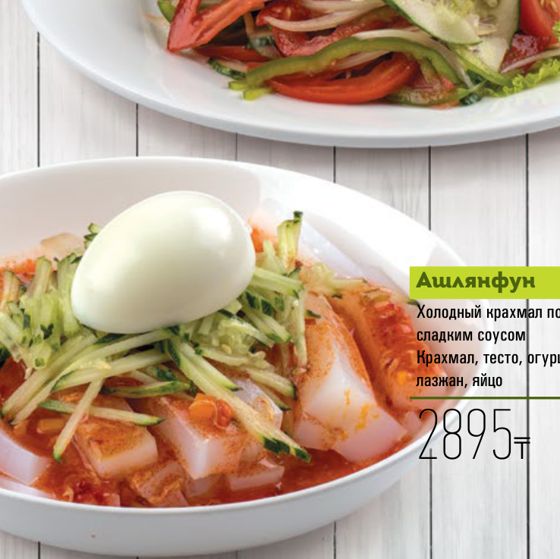 Ашлянфун
Холодный крахмал по
сладким соусом
Крахмал, тесто, огур
лазжан, яйцо
2895₸